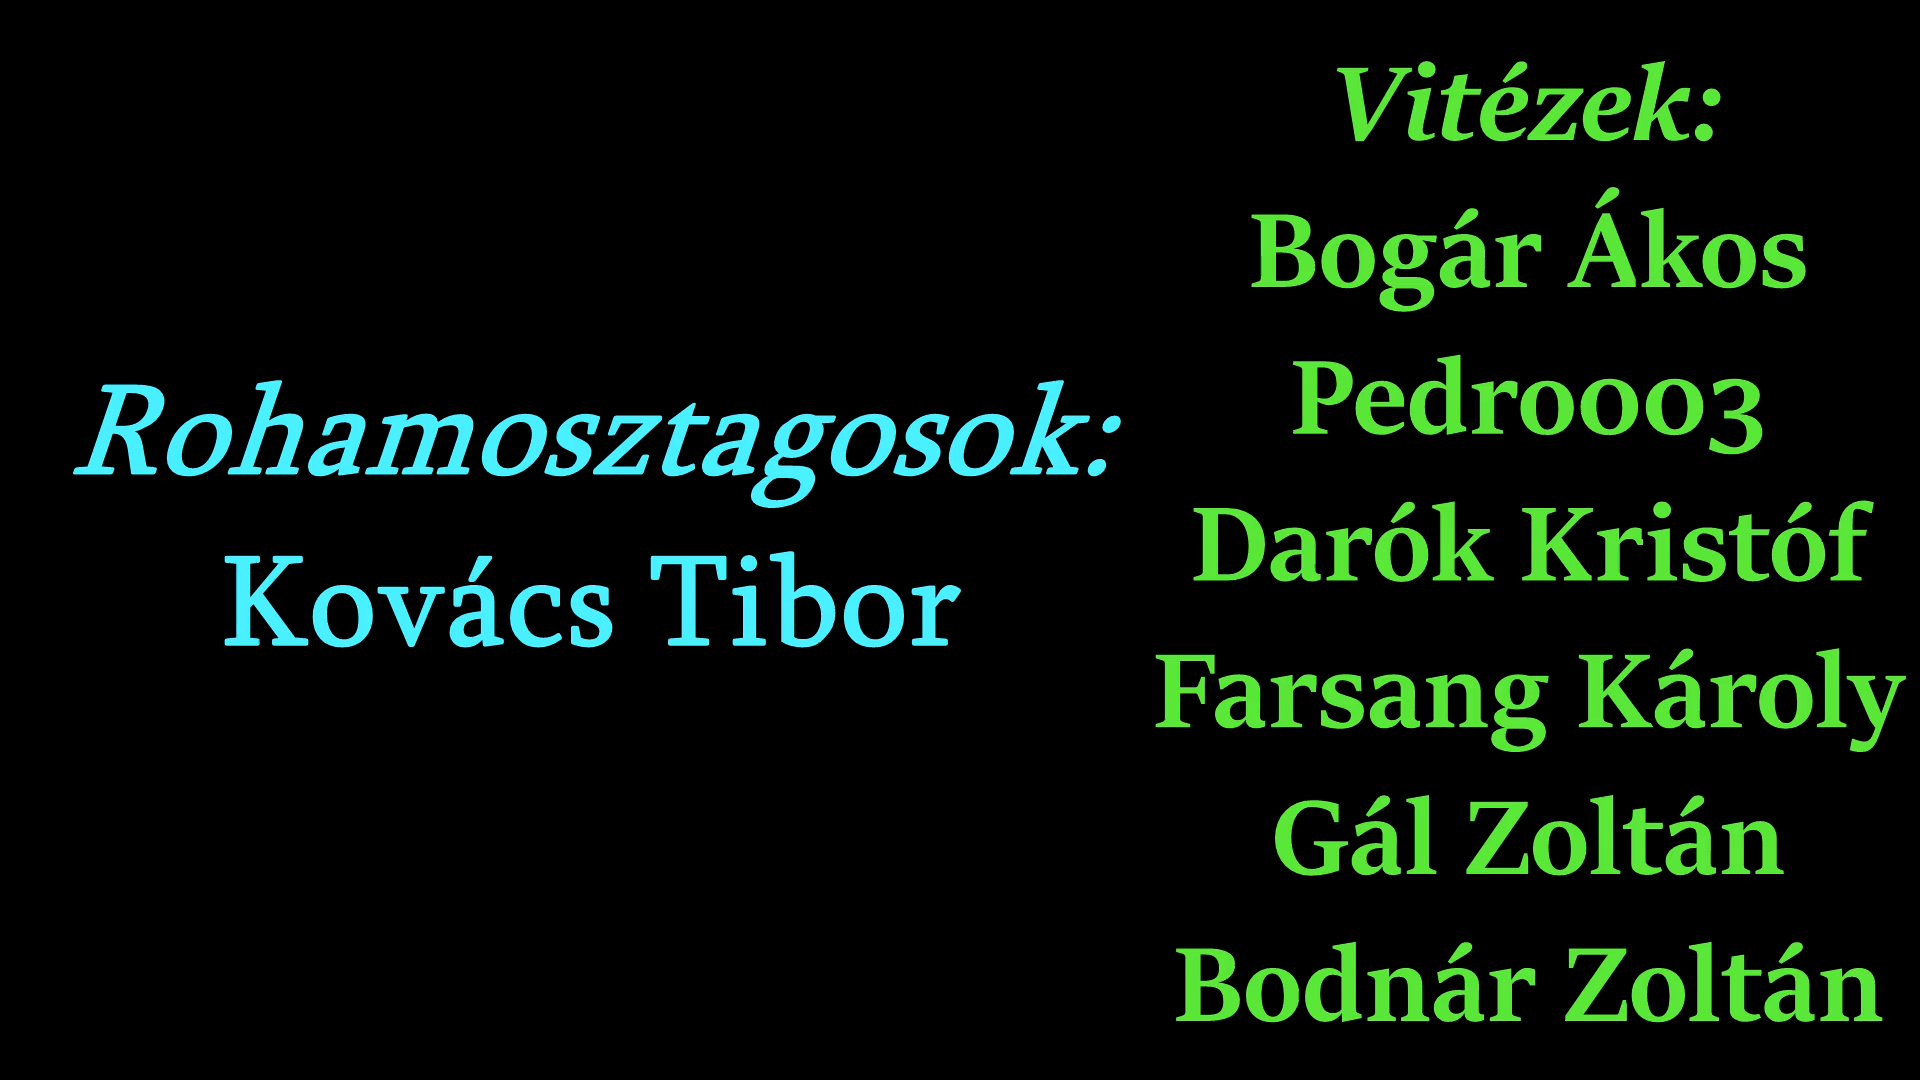 Rohamosztagosok:
Kovács Tibor
Vitézek:
Bogár Ákos
Pedro003
Darók Kristóf
Farsang Károly
Gál Zoltán
Bodnár Zoltán